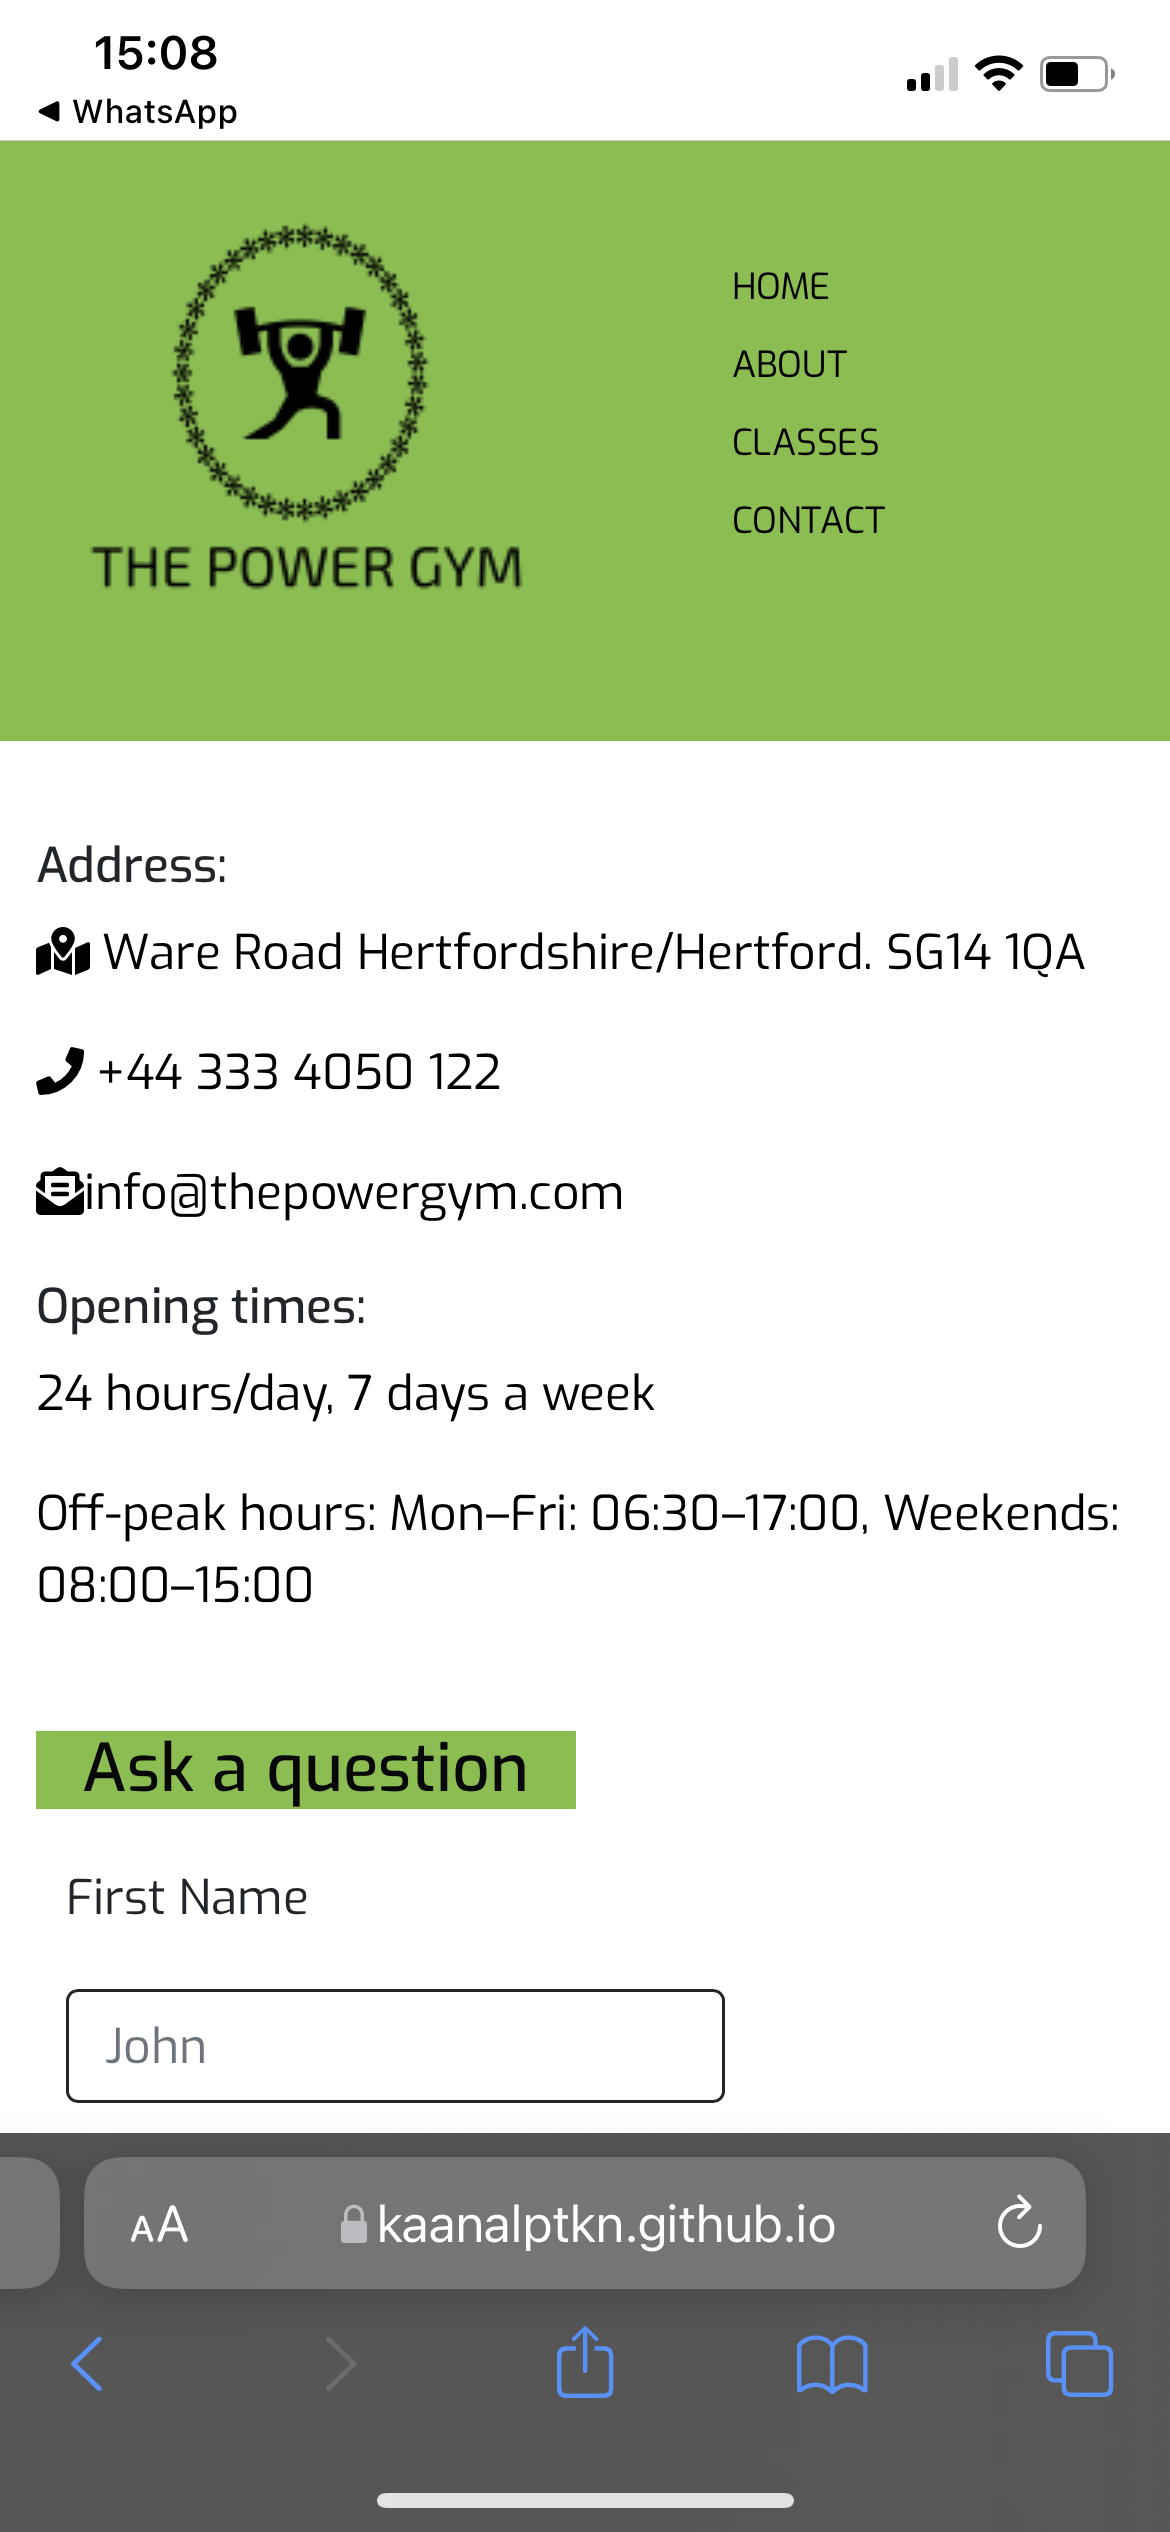 15:08
◀ WhatsApp
THE POWER GYM
HOME
ABOUT
CLASSES
CONTACT
Address:
Ware Road Hertfordshire/Hertford. SG14 1QA
+44 333 4050 122
info@thepowergym.com
Opening times:
24 hours/day, 7 days a week
Off-peak hours: Mon–Fri: 06:30–17:00, Weekends:
08:00–15:00
Ask a question
First Name
John
AA kaanalptkn.github.io